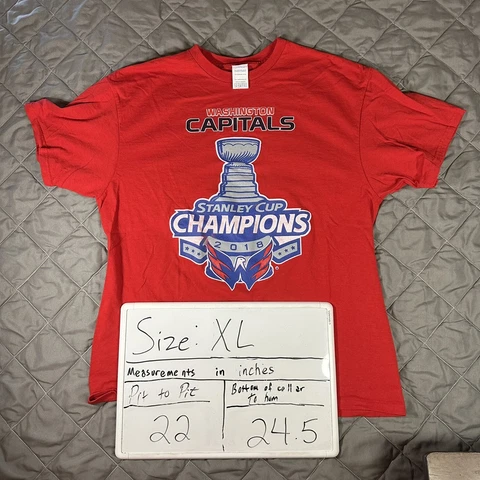 WASHINGTON
CAPITALS
STANLEY CUP
CHAMPIONS
2018
Size: XL
Measurements in inches
Pit to Pit
22
Bottom of collar
To hum
24.5